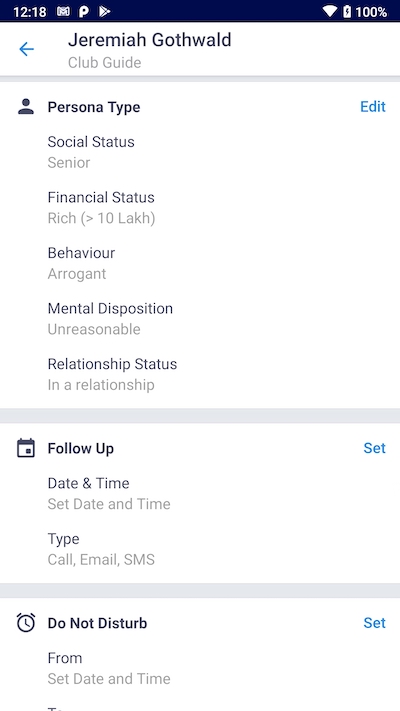 12:18
100%
Jeremiah Gothwald
Club Guide
Persona Type
Edit
Social Status
Senior
Financial Status
Rich (> 10 Lakh)
Behaviour
Arrogant
Mental Disposition
Unreasonable
Relationship Status
In a relationship
Follow Up
Set
Date & Time
Set Date and Time
Type
Call, Email, SMS
Do Not Disturb
Set
From
Set Date and Time